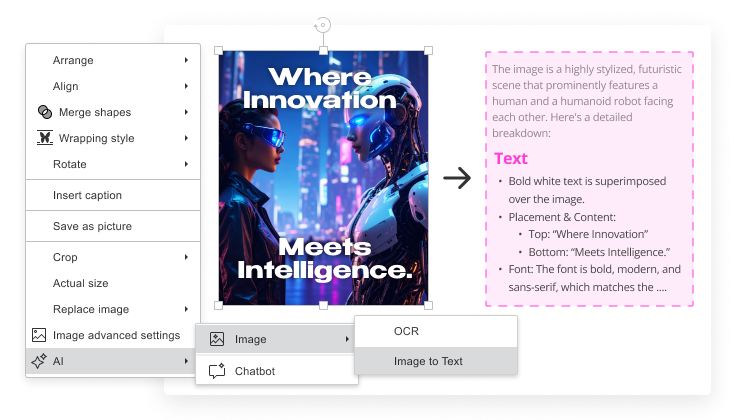 Arrange
Align
Merge shapes
Wrapping style
Rotate
Insert caption
Save as picture
Crop
Actual size
Replace image
Image advanced settings
AI
Image
Chatbot
OCR
Image to Text
Where
Innovation
Meets
Intelligence.
The image is a highly stylized, futuristic
scene that prominently features a
human and a humanoid robot facing
each other. Here's a detailed
breakdown:
Text
• Bold white text is superimposed
over the image.
• Placement & Content:
• Top: “Where Innovation”
• Bottom: “Meets Intelligence.”
• Font: The font is bold, modern, and
sans-serif, which matches the ....